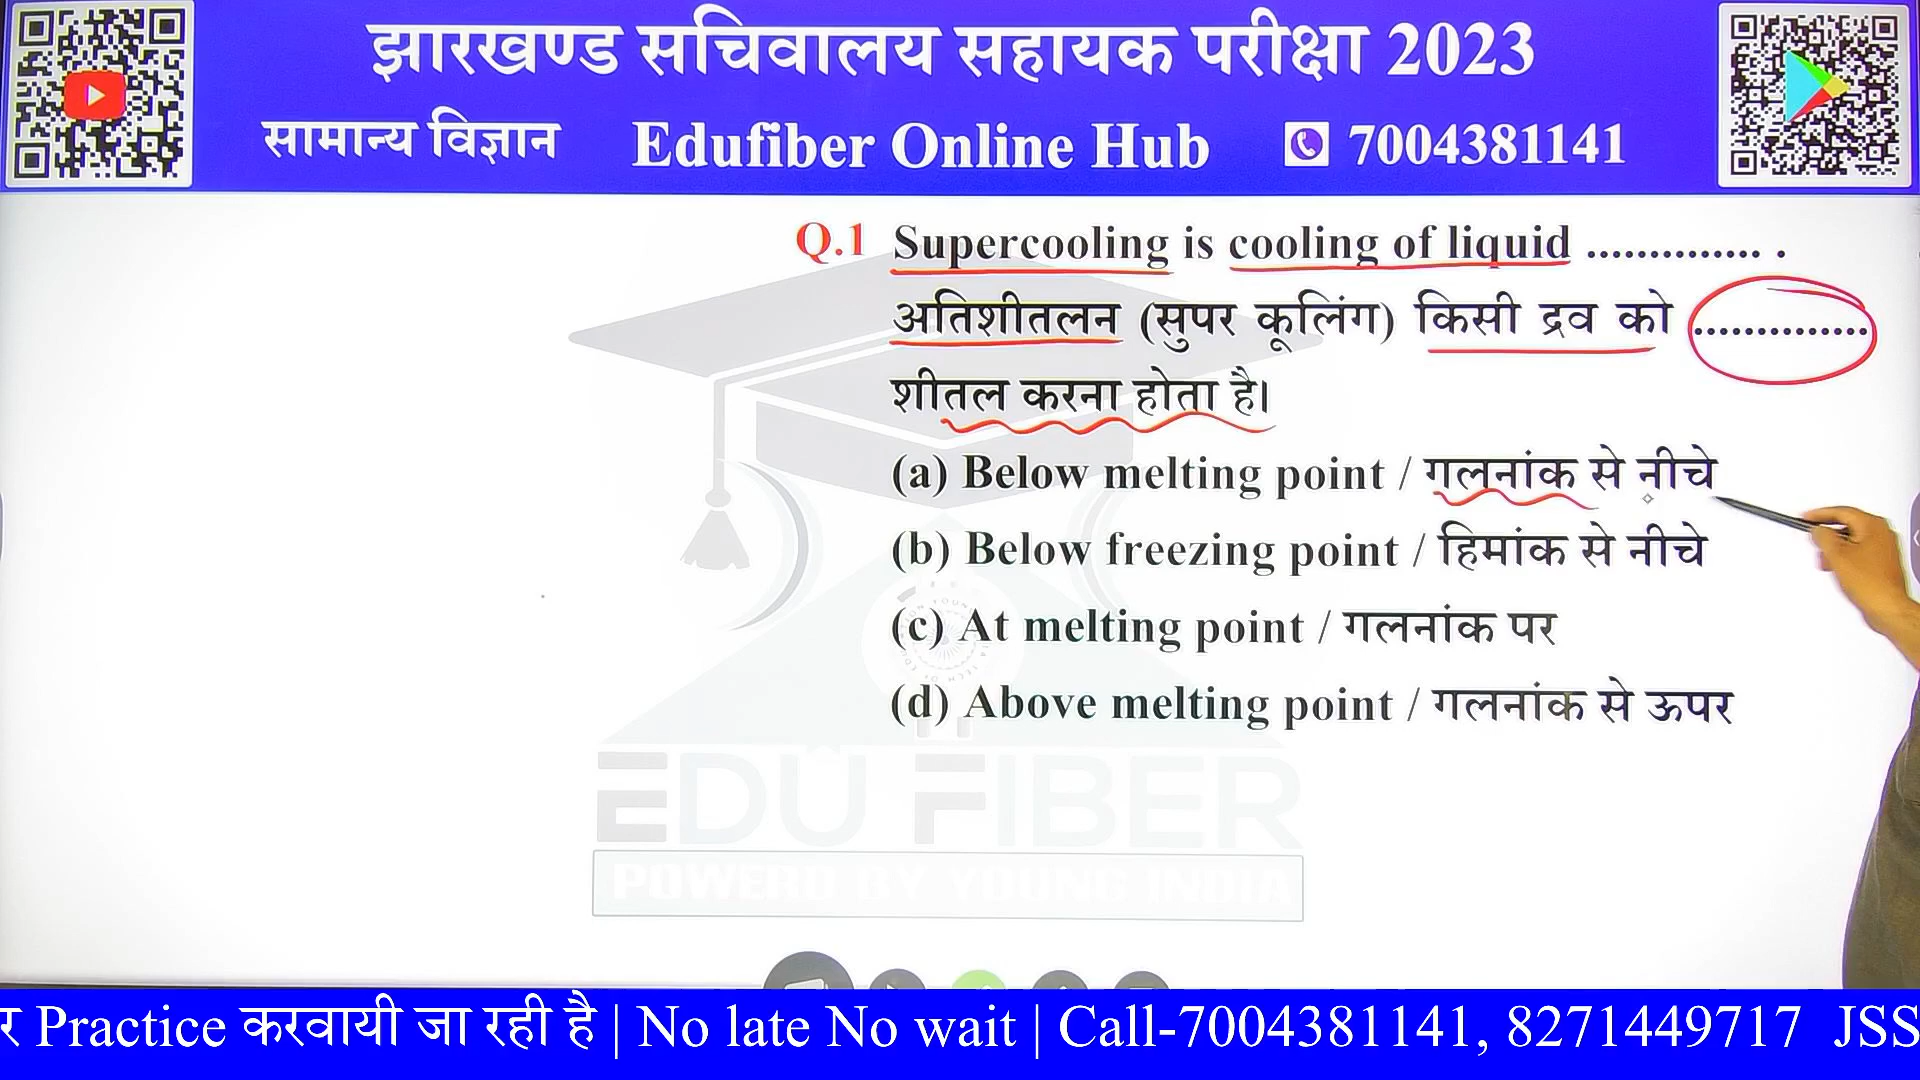 झारखण्ड सचिवालय सहायक परीक्षा 2023
सामान्य विज्ञान Edufiber Online Hub 7004381141
Q.1 Supercooling is cooling of liquid .............. .
अतिशीतलन (सुपर कूलिंग) किसी द्रव को ..............
शीतल करना होता है।
(a) Below melting point / गलनांक से नीचे
(b) Below freezing point / हिमांक से नीचे
(c) At melting point / गलनांक पर
(d) Above melting point / गलनांक से ऊपर
EDU FIBER
POWERD BY YOUNG INDIA
र Practice करवायी जा रही है | No late No wait | Call-7004381141, 8271449717 JSS